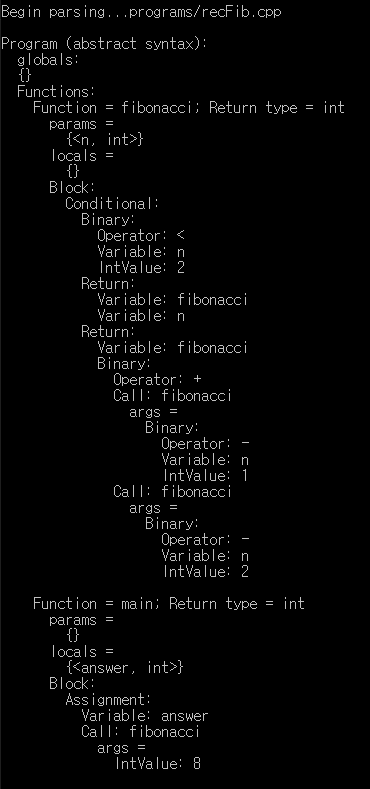 Begin parsing...programs/recFib.cpp
Program (abstract syntax):
globals:
{}
Functions:
Function = fibonacci; Return type = int
params =
{<n, int>}
locals =
{}
Block:
Conditional:
Binary:
Operator: <
Variable: n
IntValue: 2
Return:
Variable: fibonacci
Variable: n
Return:
Variable: fibonacci
Binary:
Operator: +
Call: fibonacci
args =
Binary:
Operator: -
Variable: n
IntValue: 1
Call: fibonacci
args =
Binary:
Operator: -
Variable: n
IntValue: 2
Function = main; Return type = int
params =
{}
locals =
{<answer, int>}
Block:
Assignment:
Variable: answer
Call: fibonacci
args =
IntValue: 8